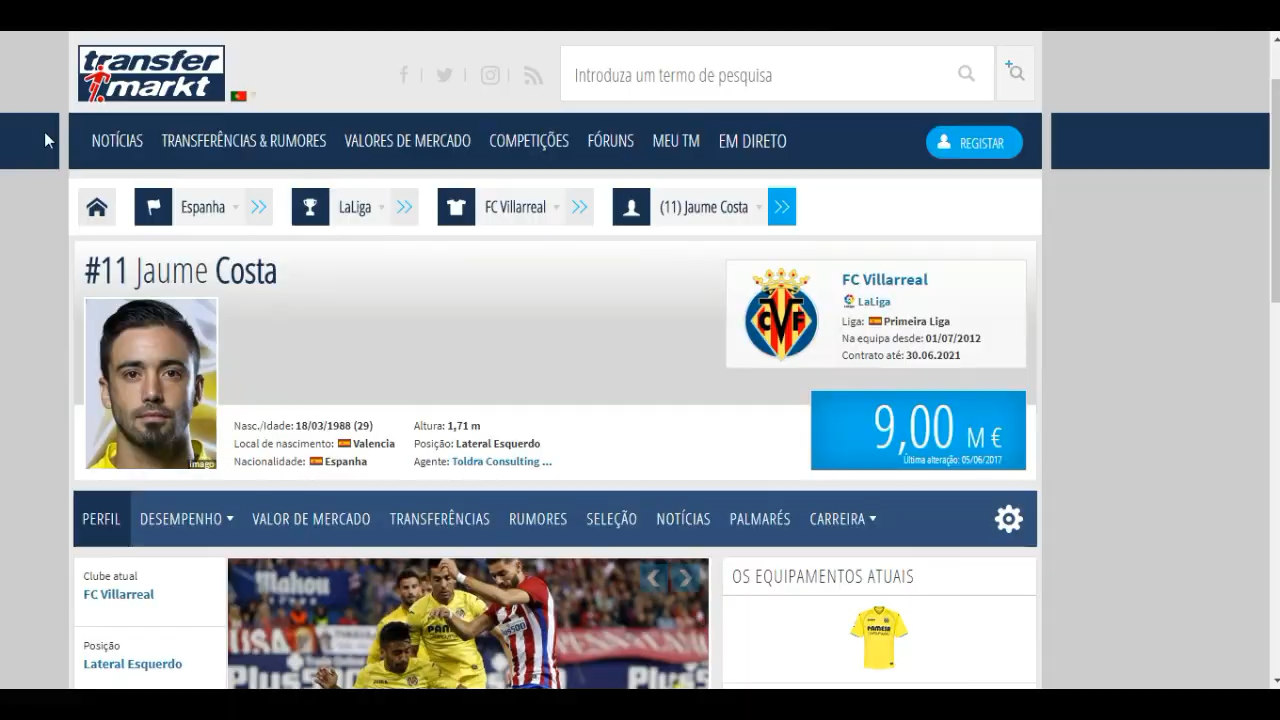 transfer
markt
Introduza um termo de pesquisa
NOTÍCIAS TRANSFERÊNCIAS & RUMORES VALORES DE MERCADO COMPETIÇÕES FÓRUNS MEU TM EM DIRETO REGISTAR
Espanha LaLiga FC Villarreal (11) Jaume Costa
#11 Jaume Costa
FC Villarreal
LaLiga
Liga: Primeira Liga
Na equipa desde: 01/07/2012
Contrato até: 30.06.2021
9,00 M €
Última alteração: 05/06/2017
imago
Nasc./Idade: 18/03/1988 (29) Altura: 1,71 m
Local de nascimento: Valencia Posição: Lateral Esquerdo
Nacionalidade: Espanha Agente: Toldra Consulting ...
PERFIL DESEMPENHO VALOR DE MERCADO TRANSFERÊNCIAS RUMORES SELEÇÃO NOTÍCIAS PALMARÉS CARREIRA
Clube atual
FC Villarreal
Posição
Lateral Esquerdo
Mahou
PAMESA
Plus500
OS EQUIPAMENTOS ATUAIS
PAMESA